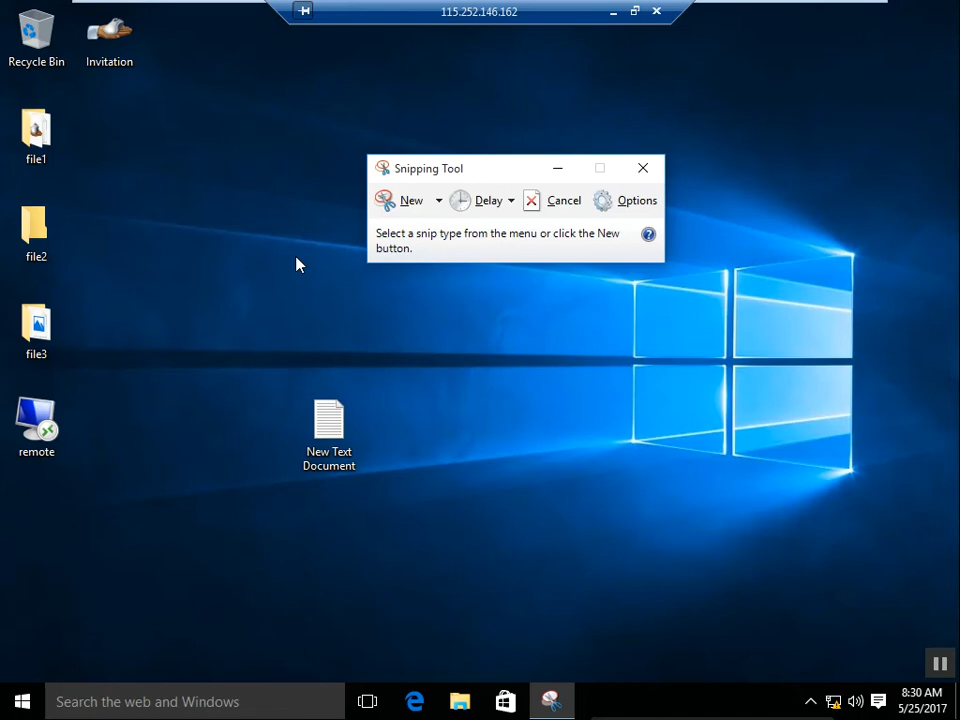 115.252.146.162
Recycle Bin
Invitation
file1
file2
file3
remote
New Text
Document
Snipping Tool
New
Delay
Cancel
Options
Select a snip type from the menu or click the New
button.
Search the web and Windows
8:30 AM
5/25/2017